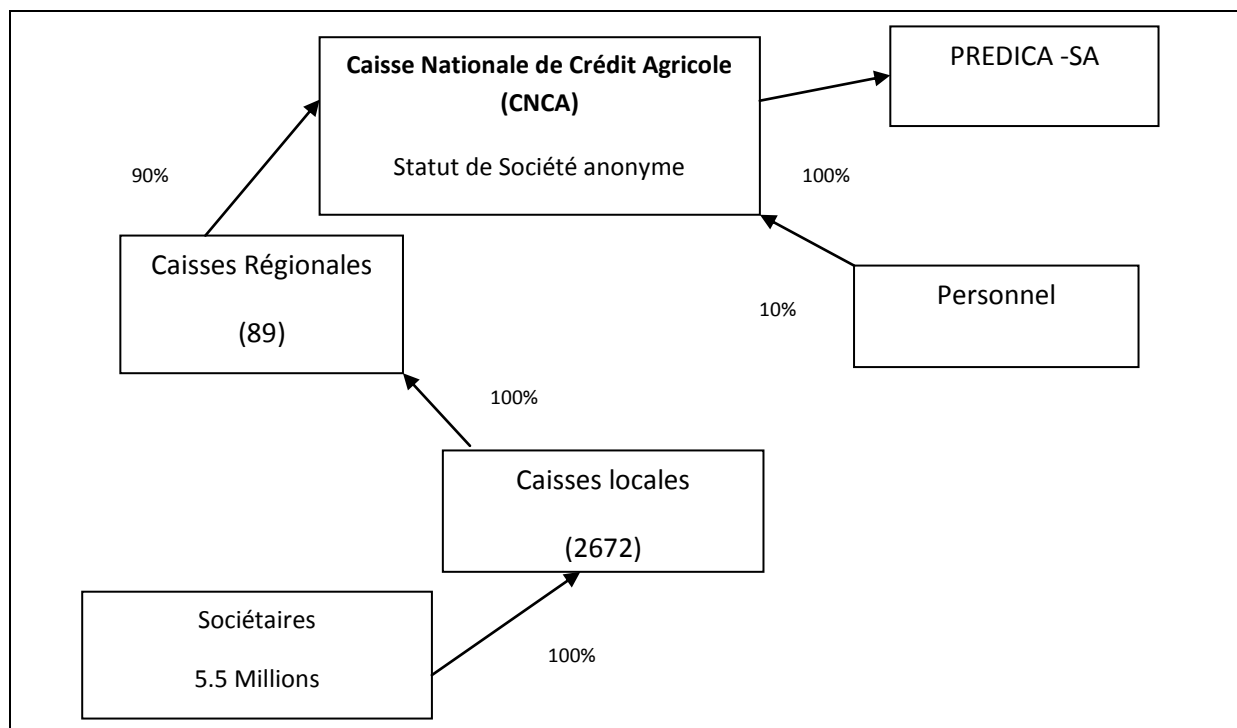 Caisse Nationale de Crédit Agricole
(CNCA)
Statut de Société anonyme
PREDICA -SA
90%
100%
Caisses Régionales
(89)
Personnel
10%
100%
Caisses locales
(2672)
Sociétaires
5.5 Millions
100%